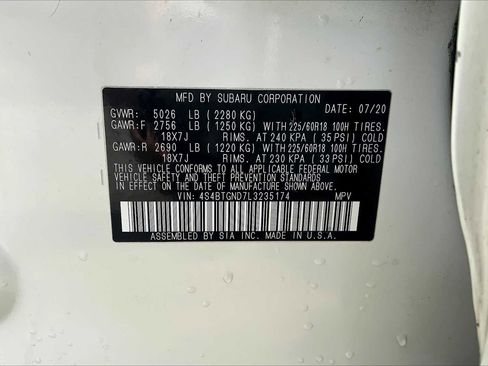 MFD BY SUBARU CORPORATION DATE: 07/20
GVWR: 5026 LB (2280 KG)
GAWR:F 2756 LB (1250 KG) WITH 225/60R18 100H TIRES.
18X7J RIMS. AT 240 KPA (35 PSI) COLD
GAWR:R 2690 LB (1220 KG) WITH 225/60R18 100H TIRES.
18X7J RIMS. AT 230 KPA (33 PSI) COLD
THIS VEHICLE CONFORMS TO ALL APPLICABLE FEDERAL MOTOR
VEHICLE SAFETY AND THEFT PREVENTION STANDARDS IN
EFFECT ON THE DATE OF MANUFACTURE SHOWN ABOVE.
VIN: 4S4BTGND7L3235174 MPV
ASSEMBLED BY SIA INC. MADE IN U.S.A.